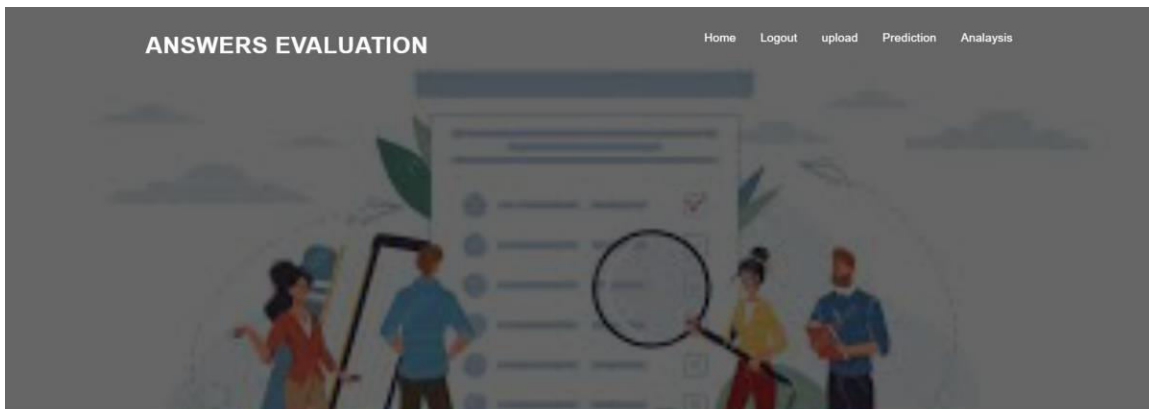 ANSWERS EVALUATION
Home Logout upload Prediction Analaysis